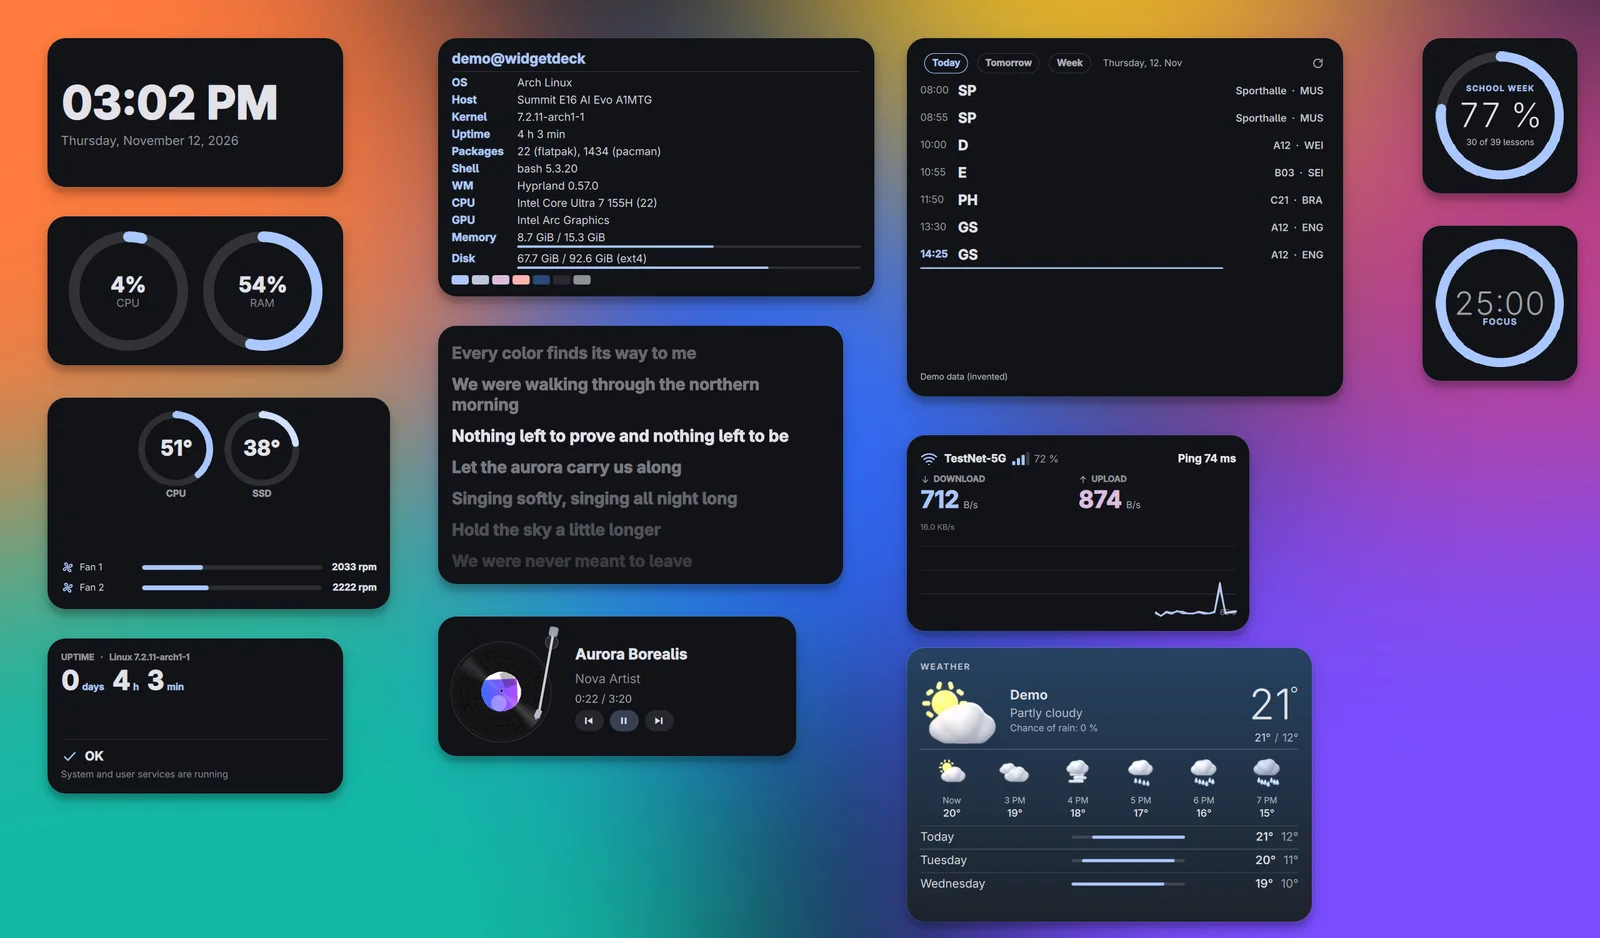 03:02 PM
Thursday, November 12, 2026
4%
CPU
54%
RAM
51°
CPU
38°
SSD
Fan 1 2033 rpm
Fan 2 2222 rpm
UPTIME · Linux 7.2.11-arch1-1
0 days 4 h 3 min
OK
System and user services are running
demo@widgetdeck
OS Arch Linux
Host Summit E16 AI Evo A1MTG
Kernel 7.2.11-arch1-1
Uptime 4 h 3 min
Packages 22 (flatpak), 1434 (pacman)
Shell bash 5.3.20
WM Hyprland 0.57.0
CPU Intel Core Ultra 7 155H (22)
GPU Intel Arc Graphics
Memory 8.7 GiB / 15.3 GiB
Disk 67.7 GiB / 92.6 GiB (ext4)
Every color finds its way to me
We were walking through the northern
morning
Nothing left to prove and nothing left to be
Let the aurora carry us along
Singing softly, singing all night long
Hold the sky a little longer
We were never meant to leave
Aurora Borealis
Nova Artist
0:22 / 3:20
Today Tomorrow Week Thursday, 12. Nov
08:00 SP Sporthalle · MUS
08:55 SP Sporthalle · MUS
10:00 D A12 · WEI
10:55 E B03 · SEI
11:50 PH C21 · BRA
13:30 GS A12 · ENG
14:25 GS A12 · ENG
Demo data (invented)
TestNet-5G 72 % Ping 74 ms
↓ DOWNLOAD ↑ UPLOAD
712 B/s 874 B/s
16.0 KB/s
WEATHER
Demo
Partly cloudy
Chance of rain: 0 %
21°
21° / 12°
Now 3 PM 4 PM 5 PM 6 PM 7 PM
20° 19° 18° 17° 16° 15°
Today 21° 12°
Tuesday 20° 11°
Wednesday 19° 10°
SCHOOL WEEK
77 %
30 of 39 lessons
25:00
FOCUS